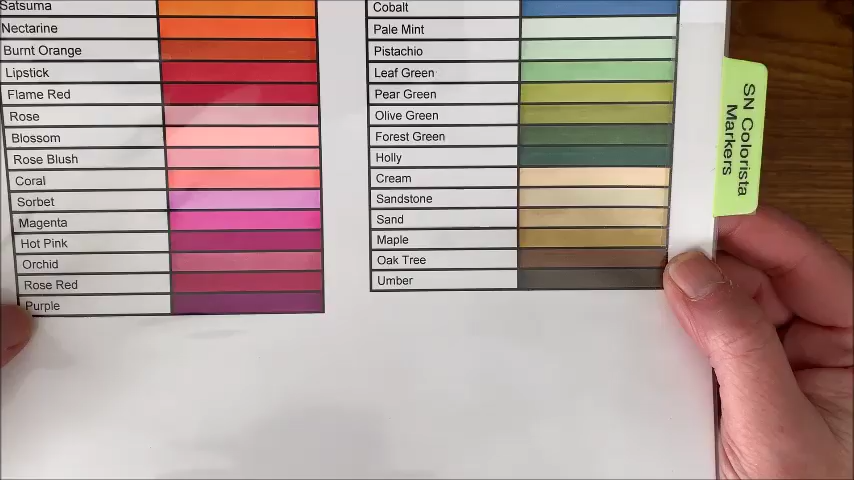 Satsuma
Nectarine
Burnt Orange
Lipstick
Flame Red
Rose
Blossom
Rose Blush
Coral
Sorbet
Magenta
Hot Pink
Orchid
Rose Red
Purple
Cobalt
Pale Mint
Pistachio
Leaf Green
Pear Green
Olive Green
Forest Green
Holly
Cream
Sandstone
Sand
Maple
Oak Tree
Umber
SN Colorista
Markers